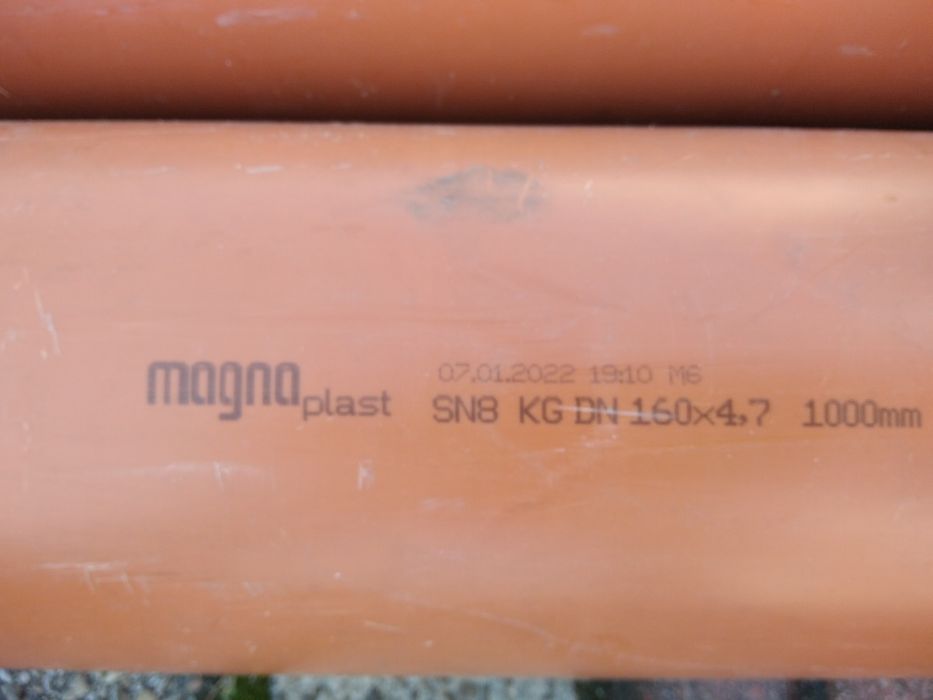 magnaplast
07.01.2022 19:10 M6
SN8 KG DN 160x4,7 1000mm